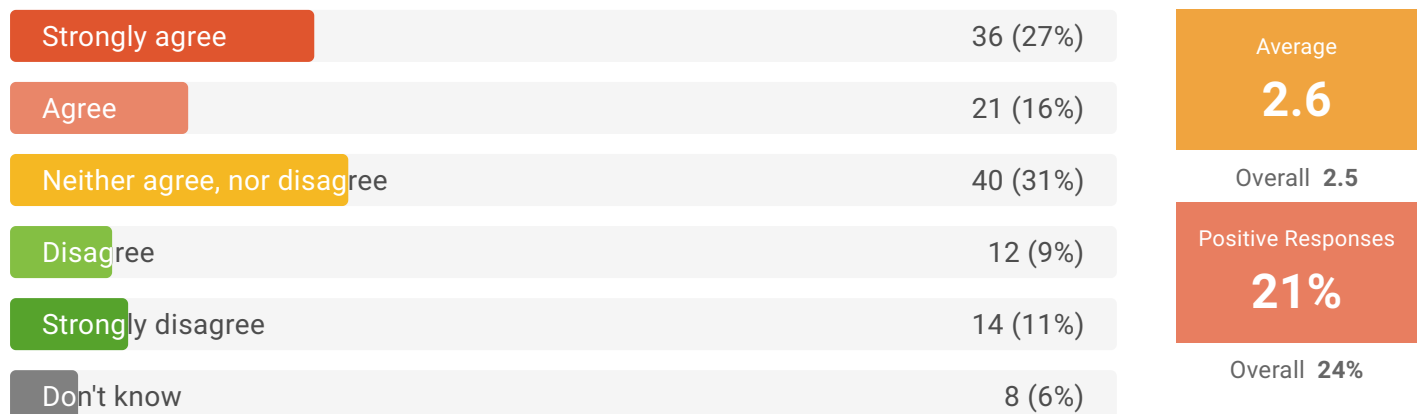 Strongly agree 36 (27%)
Agree 21 (16%)
Neither agree, nor disagree 40 (31%)
Disagree 12 (9%)
Strongly disagree 14 (11%)
Don't know 8 (6%)
Average
2.6
Overall 2.5
Positive Responses
21%
Overall 24%